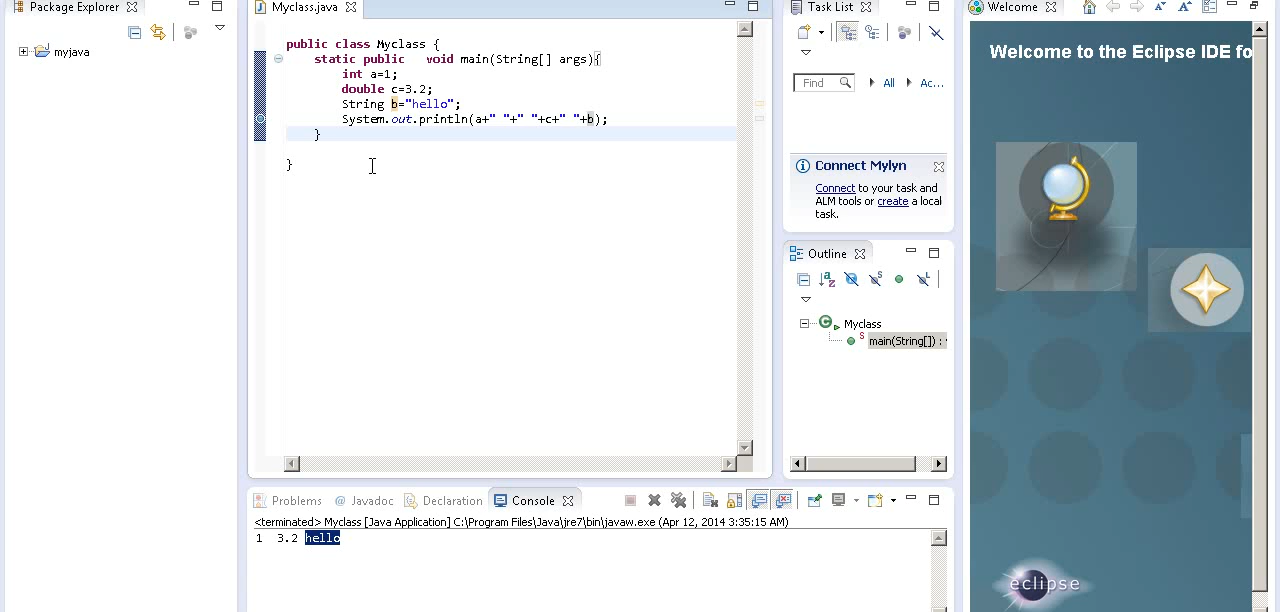 Package Explorer
myjava
Myclass.java
public class Myclass {
static public   void main(String[] args){
int a=1;
double c=3.2;
String b="hello";
System.out.println(a+" "+" "+c+" "+b);
}
}
Task List
Find
All
Ac...
Connect Mylyn
Connect to your task and
ALM tools or create a local
task.
Outline
Myclass
main(String[]) :
Welcome
Welcome to the Eclipse IDE fo
eclipse
Problems
@ Javadoc
Declaration
Console
<terminated> Myclass [Java Application] C:\Program Files\Java\jre7\bin\javaw.exe (Apr 12, 2014 3:35:15 AM)
1  3.2 hello